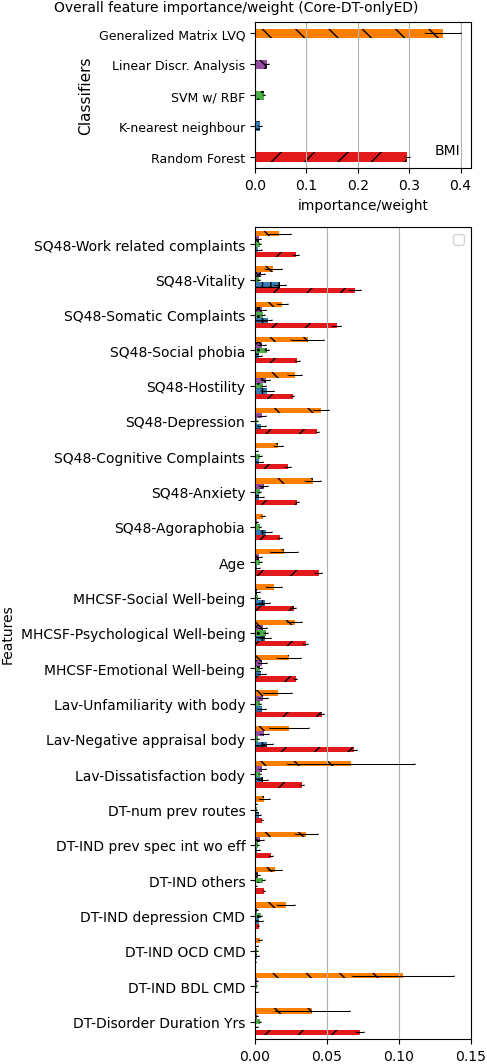 Overall feature importance/weight (Core-DT-onlyED)
Classifiers
Generalized Matrix LVQ
Linear Discr. Analysis
SVM w/ RBF
K-nearest neighbour
Random Forest
BMI
0.0 0.1 0.2 0.3 0.4
importance/weight
Features
SQ48-Work related complaints
SQ48-Vitality
SQ48-Somatic Complaints
SQ48-Social phobia
SQ48-Hostility
SQ48-Depression
SQ48-Cognitive Complaints
SQ48-Anxiety
SQ48-Agoraphobia
Age
MHCSF-Social Well-being
MHCSF-Psychological Well-being
MHCSF-Emotional Well-being
Lav-Unfamiliarity with body
Lav-Negative appraisal body
Lav-Dissatisfaction body
DT-num prev routes
DT-IND prev spec int wo eff
DT-IND others
DT-IND depression CMD
DT-IND OCD CMD
DT-IND BDL CMD
DT-Disorder Duration Yrs
0.00 0.05 0.10 0.15